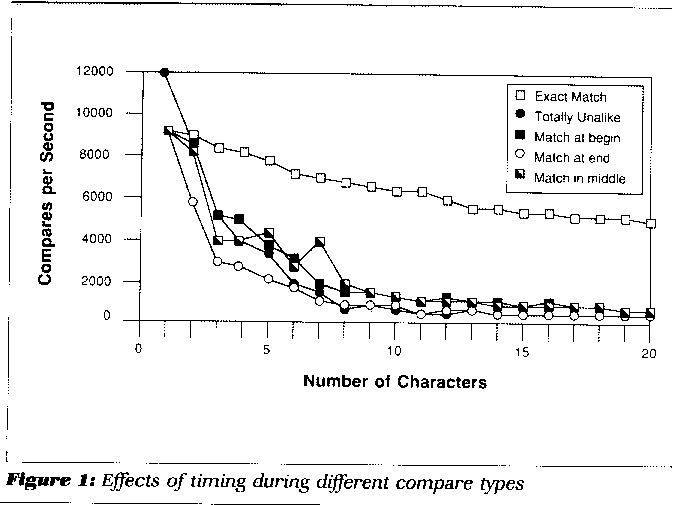 12000
10000
8000
6000
4000
2000
0
Compares per Second
Exact Match
Totally Unalike
Match at begin
Match at end
Match in middle
0 5 10 15 20
Number of Characters
Figure 1: Effects of timing during different compare types